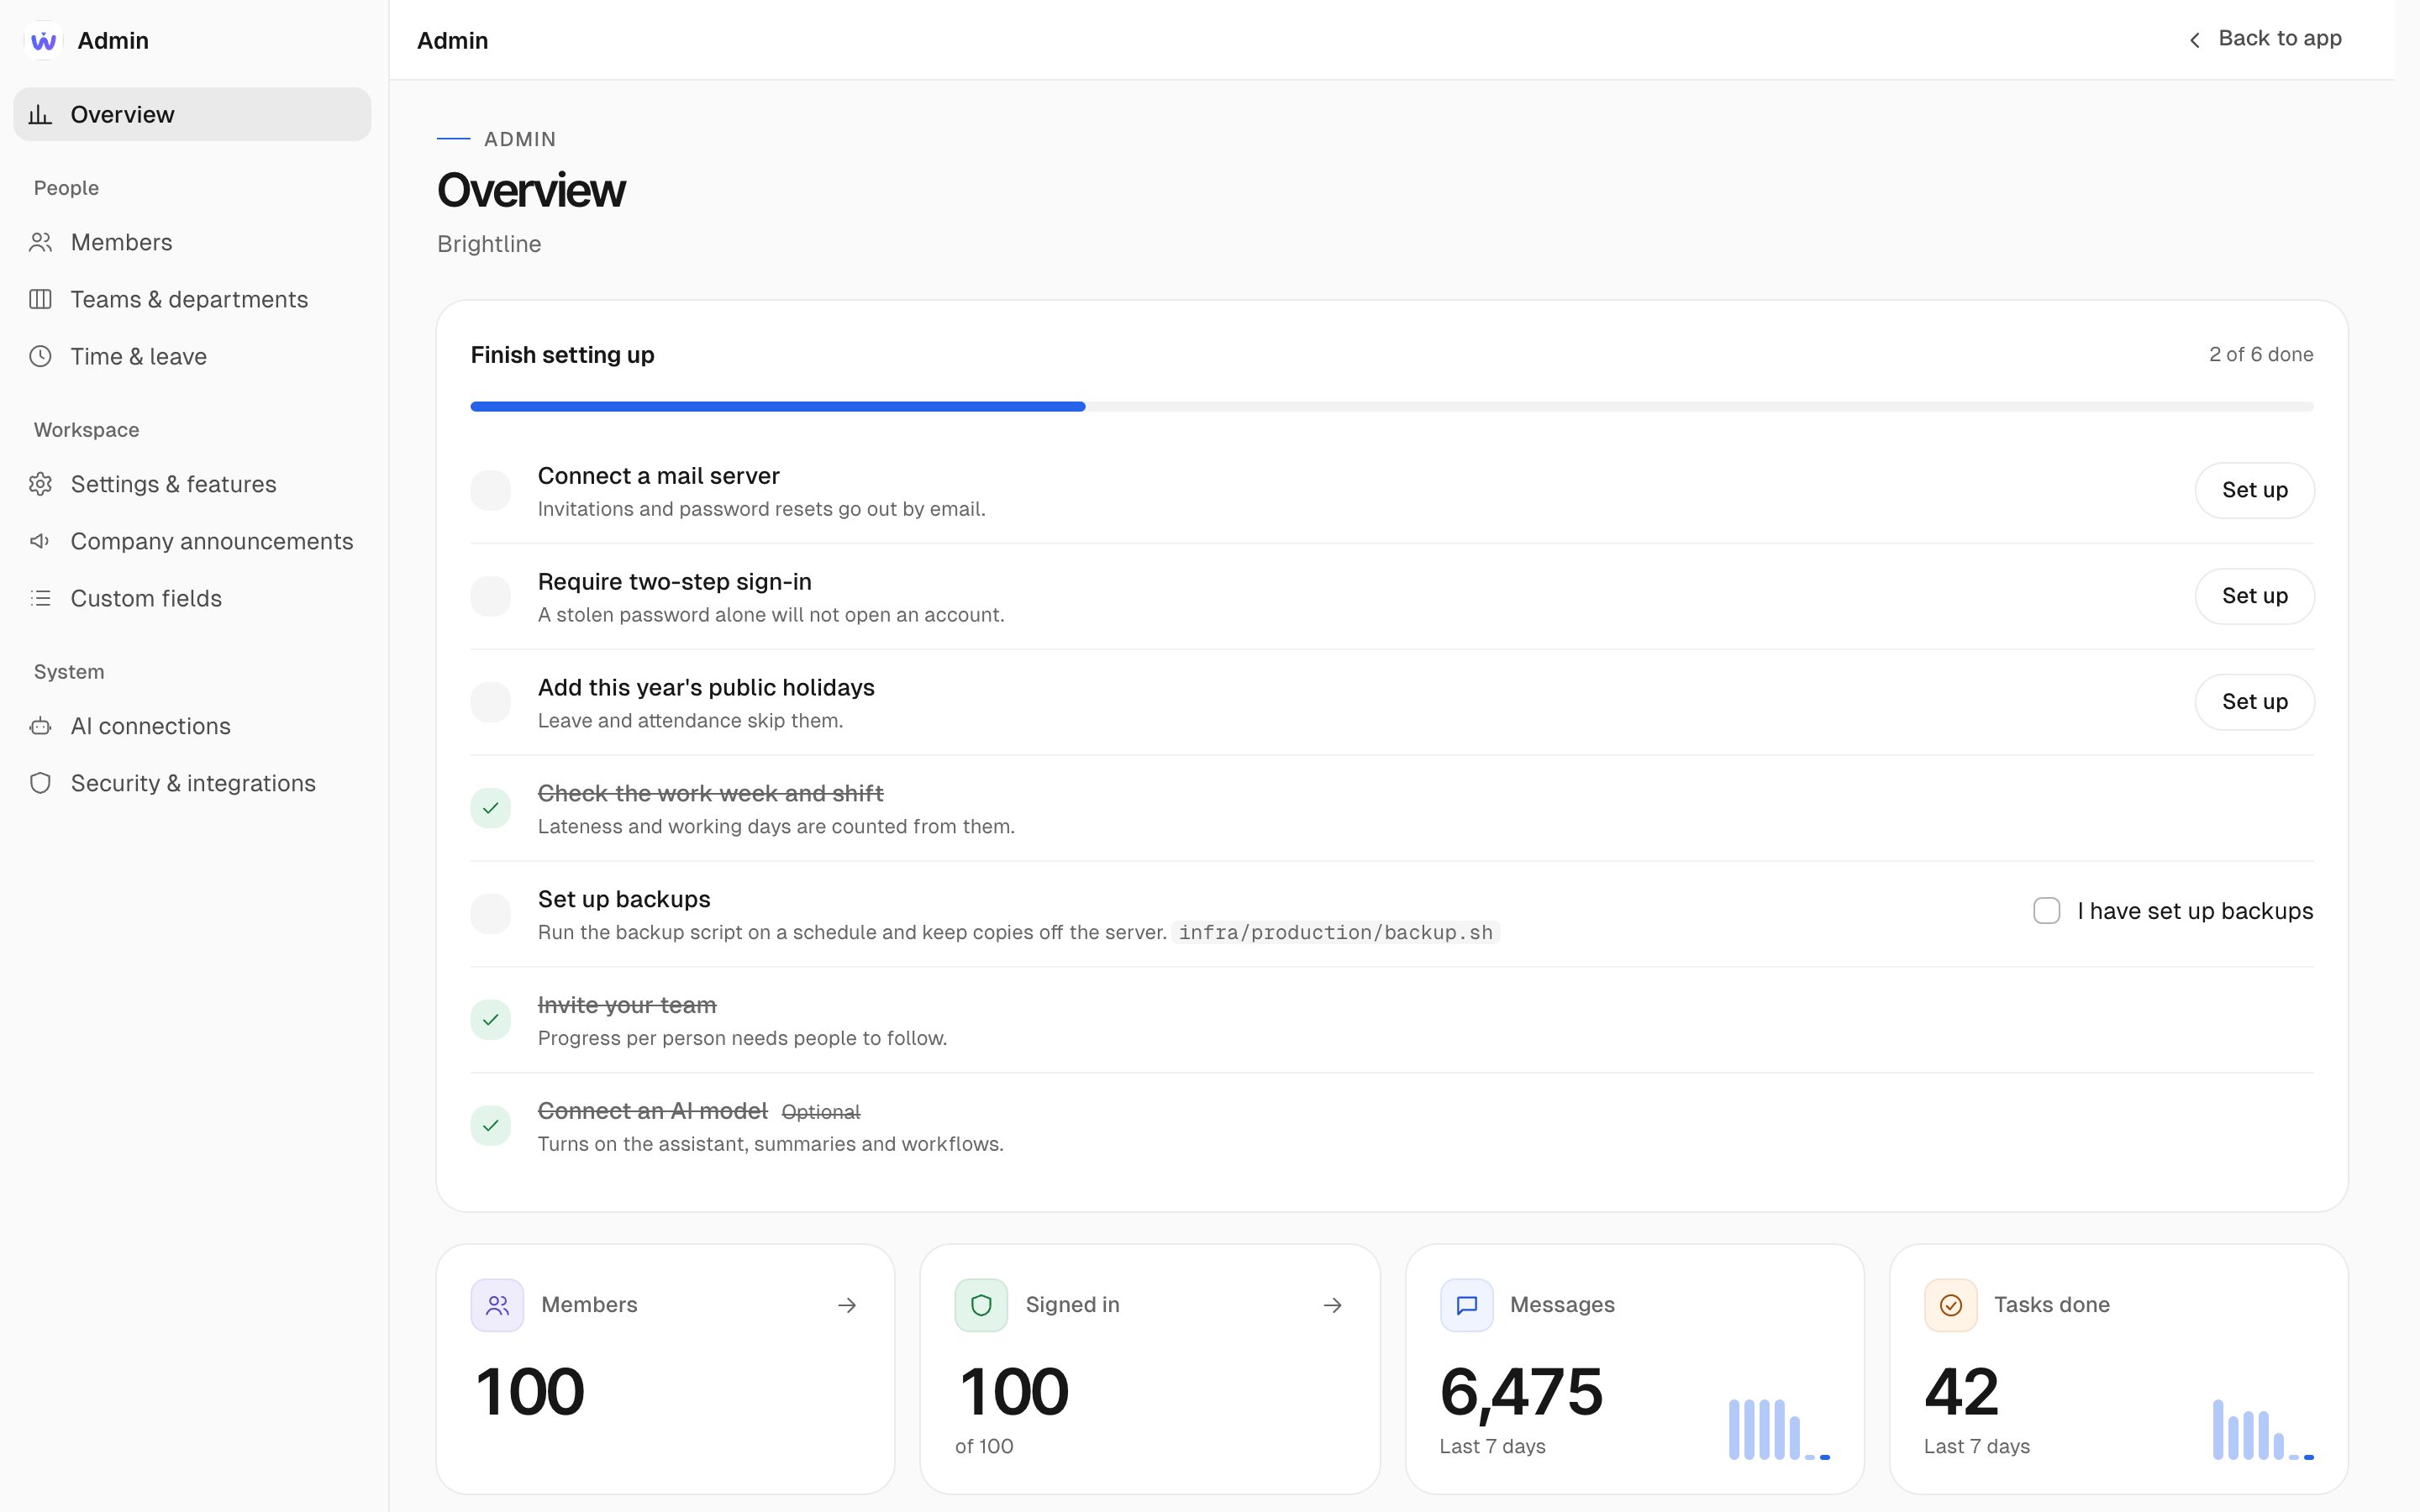 Admin
Overview
People
Members
Teams & departments
Time & leave
Workspace
Settings & features
Company announcements
Custom fields
System
AI connections
Security & integrations
Admin
Back to app
ADMIN
Overview
Brightline
Finish setting up
2 of 6 done
Connect a mail server
Invitations and password resets go out by email.
Set up
Require two-step sign-in
A stolen password alone will not open an account.
Set up
Add this year's public holidays
Leave and attendance skip them.
Set up
Check the work week and shift
Lateness and working days are counted from them.
Set up backups
Run the backup script on a schedule and keep copies off the server. infra/production/backup.sh
I have set up backups
Invite your team
Progress per person needs people to follow.
Connect an AI model Optional
Turns on the assistant, summaries and workflows.
Members
100
Signed in
100
of 100
Messages
6,475
Last 7 days
Tasks done
42
Last 7 days